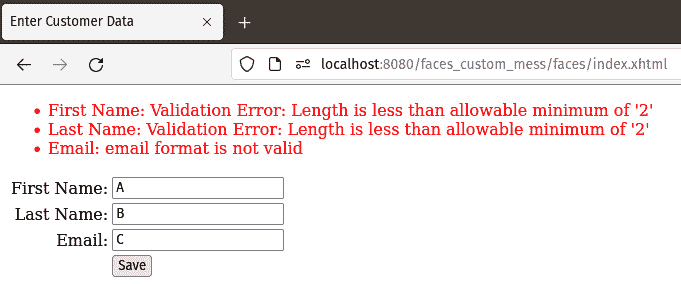 Enter Customer Data
localhost:8080/faces_custom_mess/faces/index.xhtml
First Name: Validation Error: Length is less than allowable minimum of '2'
Last Name: Validation Error: Length is less than allowable minimum of '2'
Email: email format is not valid
First Name: A
Last Name: B
Email: C
Save